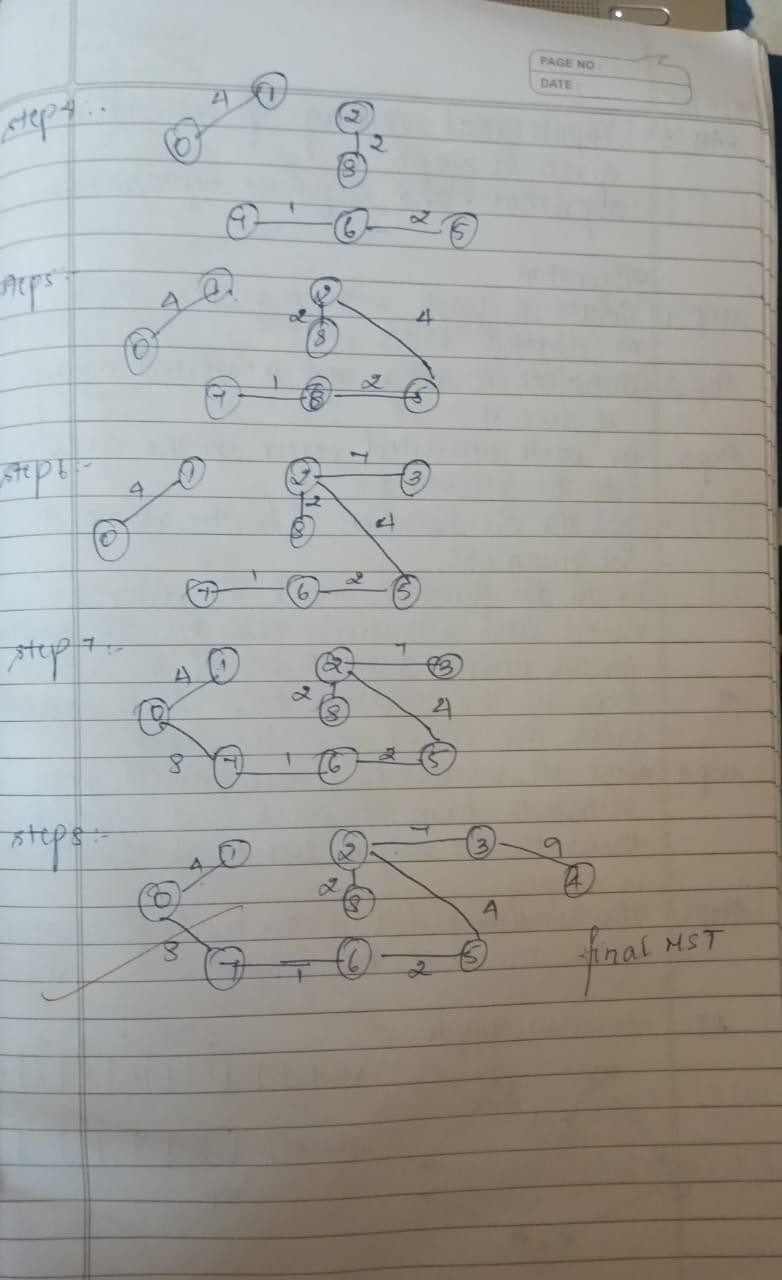 PAGE NO :
DATE :
step4:-
4 1
0 2
2
8
7 1 6 2 5
step5:-
4 1 2
2 4
0 8
7 1 6 2 5
step6:-
1 2 7 3
4 2
0 8 4
7 1 6 2 5
step 7:-
4 1 2 7 3
0 2 8 4
8 7 1 6 2 5
step8:-
4 1 2 7 3 9
0 2 8 4
4
8 7 1 6 2 5
final MST